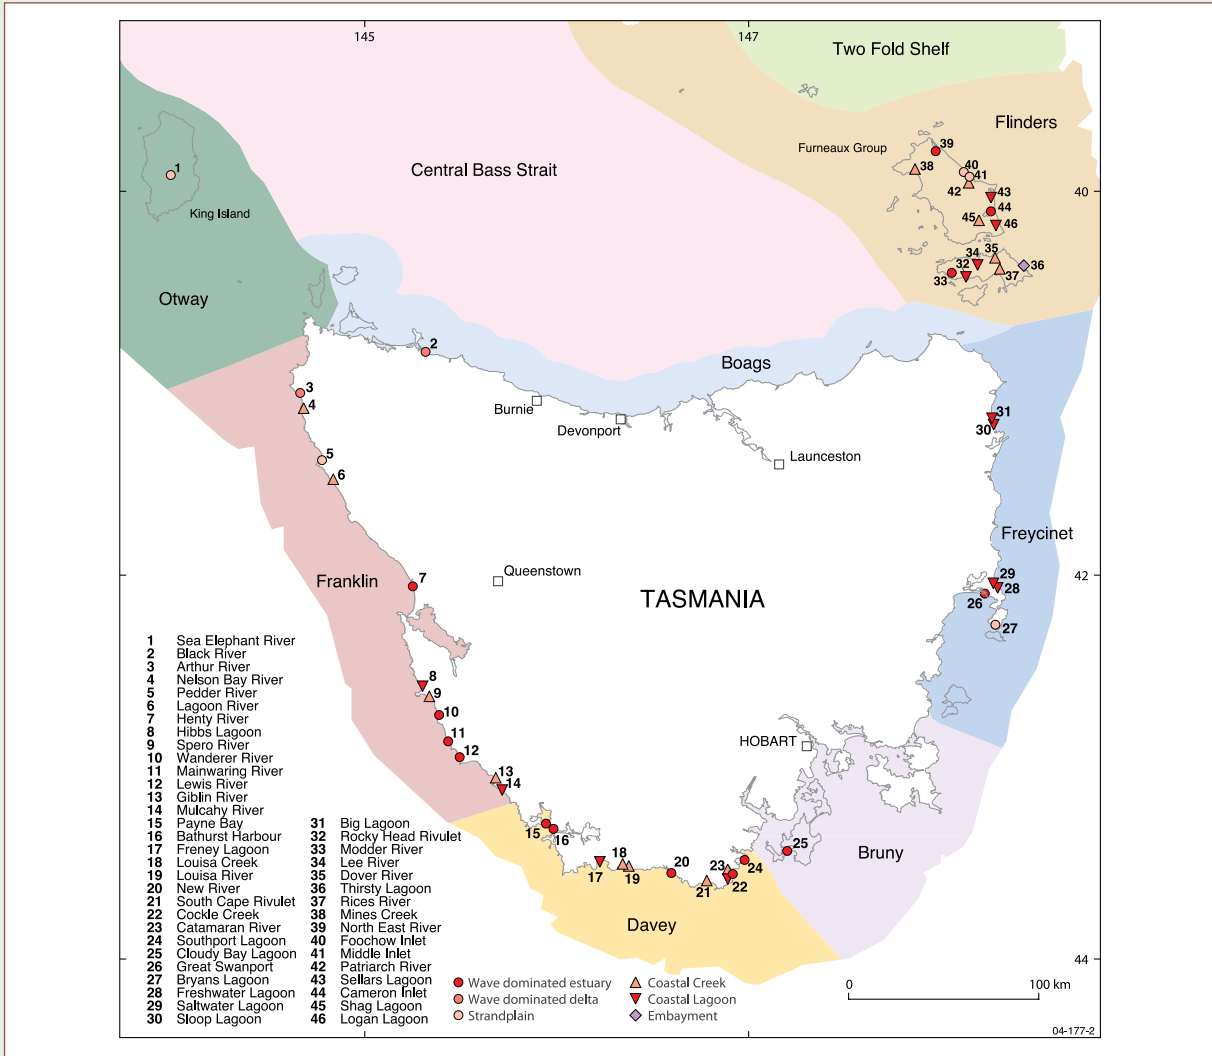 145
147
Two Fold Shelf
Flinders
Furneaux Group
39
40
38
41
1
Central Bass Strait
42
43
40
King Island
44
45
46
35
34
32
36
33
37
Otway
2
Boags
3
4
Burnie
Devonport
31
30
5
Launceston
6
Freycinet
Franklin
7
Queenstown
29
42
28
26
TASMANIA
27
8
9
10
11
HOBART
12
13
14
15
16
25
Bruny
18
20
23
24
17
19
22
21
Davey
1 Sea Elephant River
2 Black River
3 Arthur River
4 Nelson Bay River
5 Pedder River
6 Lagoon River
7 Henty River
8 Hibbs Lagoon
9 Spero River
10 Wanderer River
11 Mainwaring River
12 Lewis River
13 Giblin River
14 Mulcahy River
15 Payne Bay
16 Bathurst Harbour
17 Freney Lagoon
18 Louisa Creek
19 Louisa River
20 New River
21 South Cape Rivulet
22 Cockle Creek
23 Catamaran River
24 Southport Lagoon
25 Cloudy Bay Lagoon
26 Great Swanport
27 Bryans Lagoon
28 Freshwater Lagoon
29 Saltwater Lagoon
30 Sloop Lagoon
31 Big Lagoon
32 Rocky Head Rivulet
33 Modder River
34 Lee River
35 Dover River
36 Thirsty Lagoon
37 Rices River
38 Mines Creek
39 North East River
40 Foochow Inlet
41 Middle Inlet
42 Patriarch River
43 Sellars Lagoon
44 Cameron Inlet
45 Shag Lagoon
46 Logan Lagoon
Wave dominated estuary
Wave dominated delta
Strandplain
Coastal Creek
Coastal Lagoon
Embayment
44
0 100 km
04-177-2